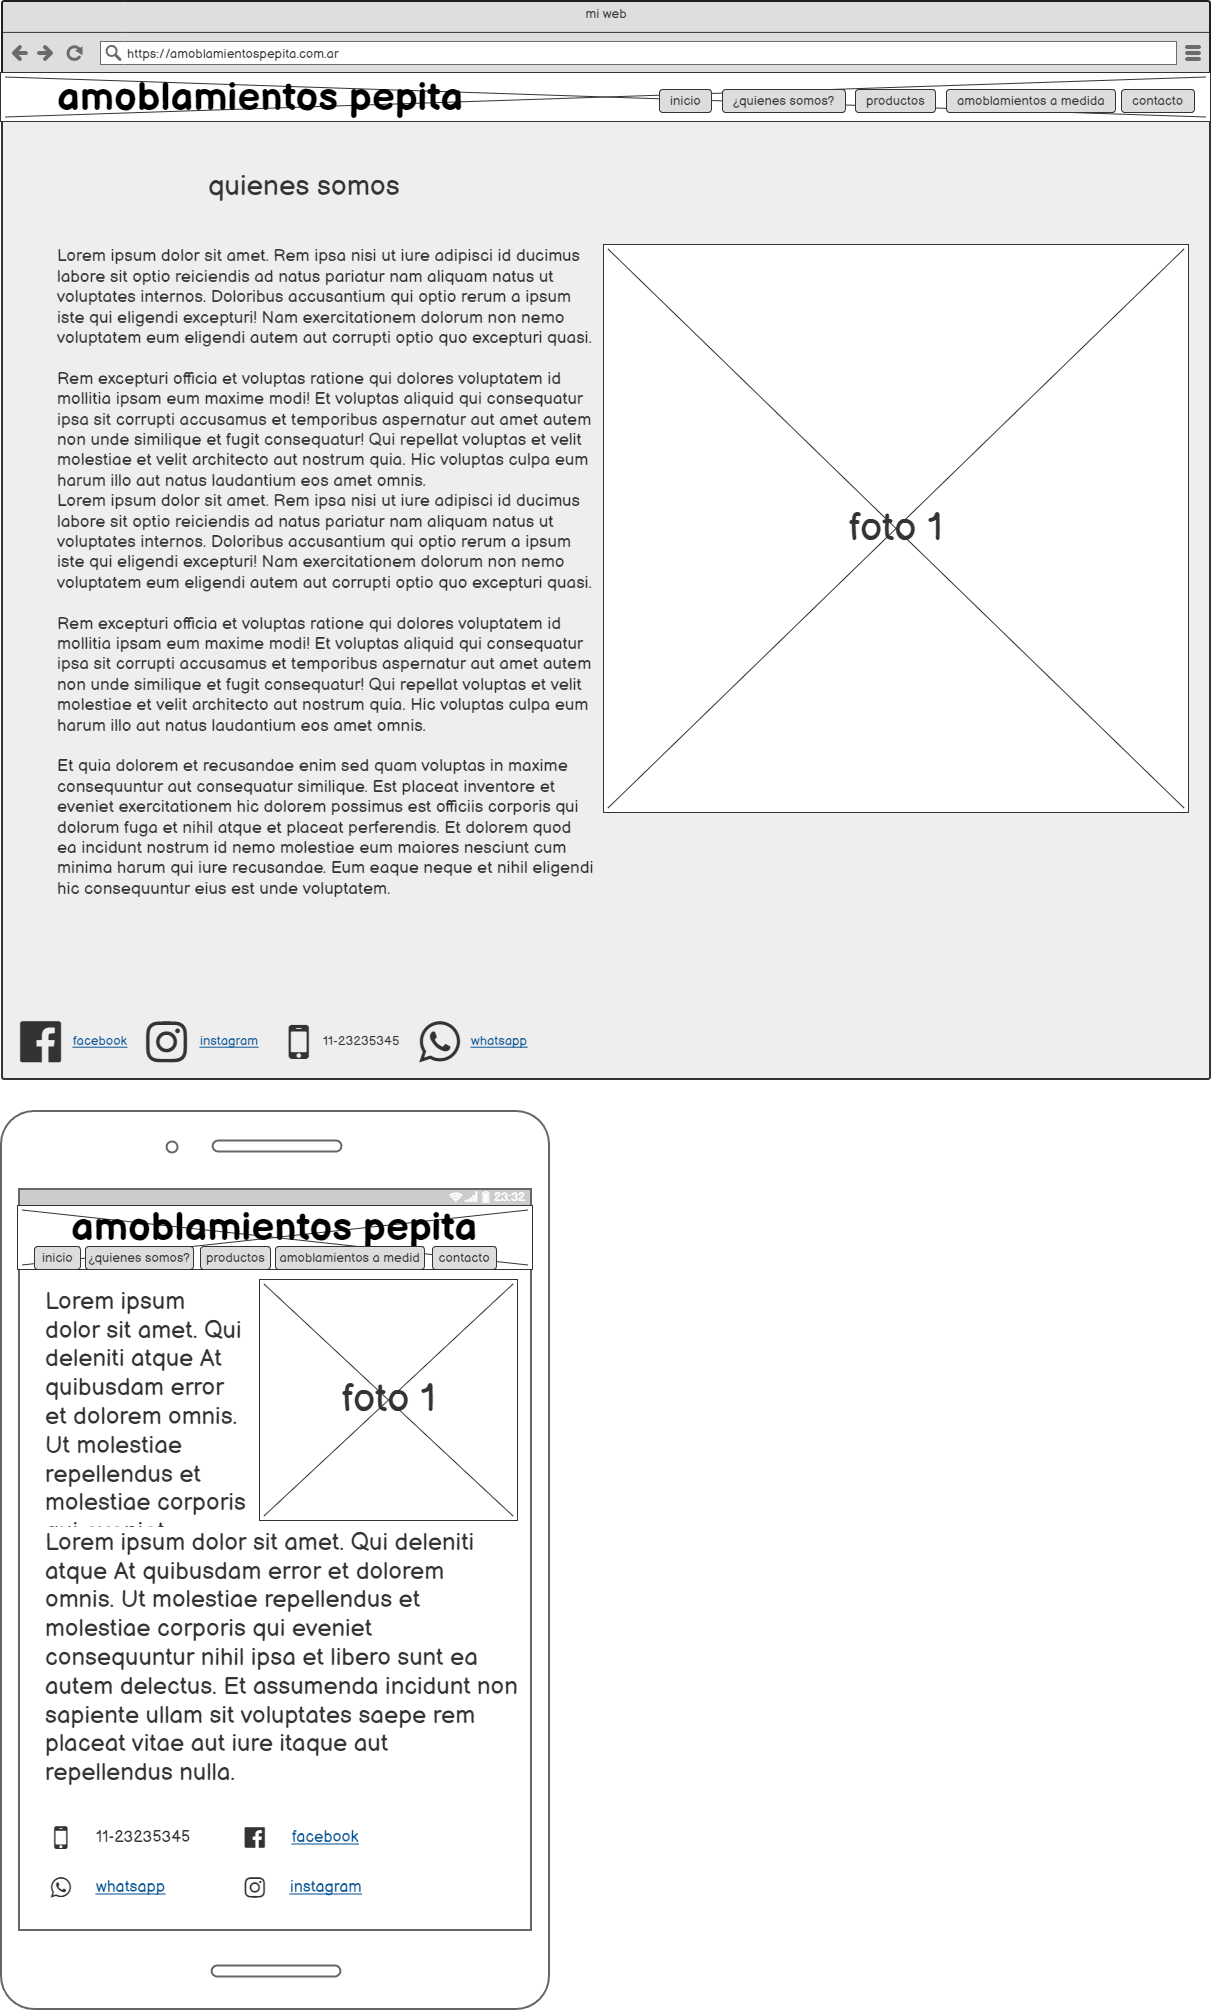 mi web
https://amoblamientospepita.com.ar
amoblamientos pepita
inicio
¿quienes somos?
productos
amoblamientos a medida
contacto
quienes somos
Lorem ipsum dolor sit amet. Rem ipsa nisi ut iure adipisci id ducimus
labore sit optio reiciendis ad natus pariatur nam aliquam natus ut
voluptates internos. Doloribus accusantium qui optio rerum a ipsum
iste qui eligendi excepturi! Nam exercitationem dolorum non nemo
voluptatem eum eligendi autem aut corrupti optio quo excepturi quasi.
Rem excepturi officia et voluptas ratione qui dolores voluptatem id
mollitia ipsam eum maxime modi! Et voluptas aliquid qui consequatur
ipsa sit corrupti accusamus et temporibus aspernatur aut amet autem
non unde similique et fugit consequatur! Qui repellat voluptas et velit
molestiae et velit architecto aut nostrum quia. Hic voluptas culpa eum
harum illo aut natus laudantium eos amet omnis.
Lorem ipsum dolor sit amet. Rem ipsa nisi ut iure adipisci id ducimus
labore sit optio reiciendis ad natus pariatur nam aliquam natus ut
voluptates internos. Doloribus accusantium qui optio rerum a ipsum
iste qui eligendi excepturi! Nam exercitationem dolorum non nemo
voluptatem eum eligendi autem aut corrupti optio quo excepturi quasi.
Rem excepturi officia et voluptas ratione qui dolores voluptatem id
mollitia ipsam eum maxime modi! Et voluptas aliquid qui consequatur
ipsa sit corrupti accusamus et temporibus aspernatur aut amet autem
non unde similique et fugit consequatur! Qui repellat voluptas et velit
molestiae et velit architecto aut nostrum quia. Hic voluptas culpa eum
harum illo aut natus laudantium eos amet omnis.
Et quia dolorem et recusandae enim sed quam voluptas in maxime
consequuntur aut consequatur similique. Est placeat inventore et
eveniet exercitationem hic dolorem possimus est officiis corporis qui
dolorum fuga et nihil atque et placeat perferendis. Et dolorem quod
ea incidunt nostrum id nemo molestiae eum maiores nesciunt cum
minima harum qui iure recusandae. Eum eaque neque et nihil eligendi
hic consequuntur eius est unde voluptatem.
foto 1
facebook
instagram
11-23235345
whatsapp
23:32
amoblamientos pepita
inicio
¿quienes somos?
productos
amoblamientos a medid
contacto
Lorem ipsum
dolor sit amet. Qui
deleniti atque At
quibusdam error
et dolorem omnis.
Ut molestiae
repellendus et
molestiae corporis
qui eveniet
foto 1
Lorem ipsum dolor sit amet. Qui deleniti
atque At quibusdam error et dolorem
omnis. Ut molestiae repellendus et
molestiae corporis qui eveniet
consequuntur nihil ipsa et libero sunt ea
autem delectus. Et assumenda incidunt non
sapiente ullam sit voluptates saepe rem
placeat vitae aut iure itaque aut
repellendus nulla.
11-23235345
facebook
whatsapp
instagram